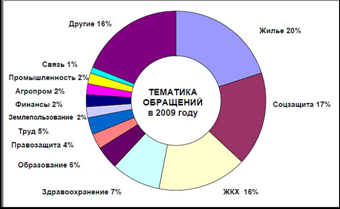 Другие 16%
Жилье 20%
Связь 1%
Промышленность 2%
Агропром 2%
Финансы 2%
Землепользование 2%
Труд 5%
Правозащита 4%
Образование 6%
Здравоохранение 7%
ЖКХ 16%
Соцзащита 17%
ТЕМАТИКА
ОБРАЩЕНИЙ
в 2009 году